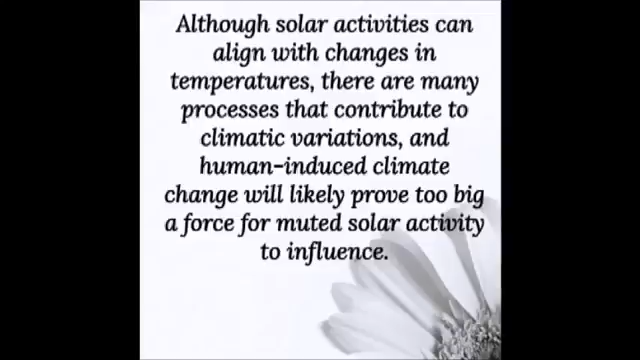 Although solar activities can
align with changes in
temperatures, there are many
processes that contribute to
climatic variations, and
human-induced climate
change will likely prove too big
a force for muted solar activity
to influence.